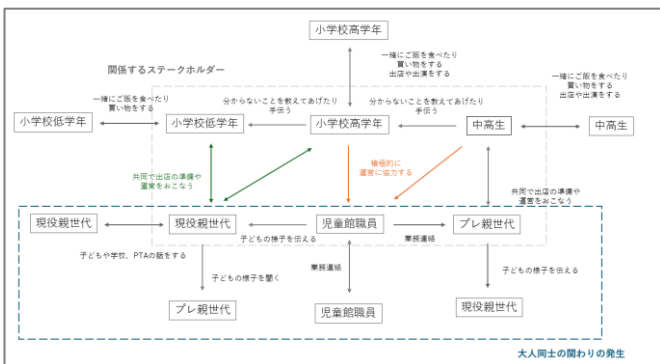 小学校高学年
関係するステークホルダー
一緒にご飯を食べたり
買い物をする
出店や出演をする
一緒にご飯を食べたり
買い物をする
出店や出演をする
一緒にご飯を食べたり
買い物をする
分からないことを教えてあげたり
手伝う
分からないことを教えてあげたり
手伝う
小学校低学年
小学校低学年
小学校高学年
中高生
中高生
共同で出店の準備や
運営をおこなう
積極的に
運営に協力する
共同で出店の準備や
運営をおこなう
現役親世代
現役親世代
児童館職員
プレ親世代
子どもの様子を伝える
業務連絡
子どもや学校、PTAの話をする
子どもの様子を聞く
業務連絡
子どもの様子を伝える
プレ親世代
児童館職員
現役親世代
大人同士の関わりの発生